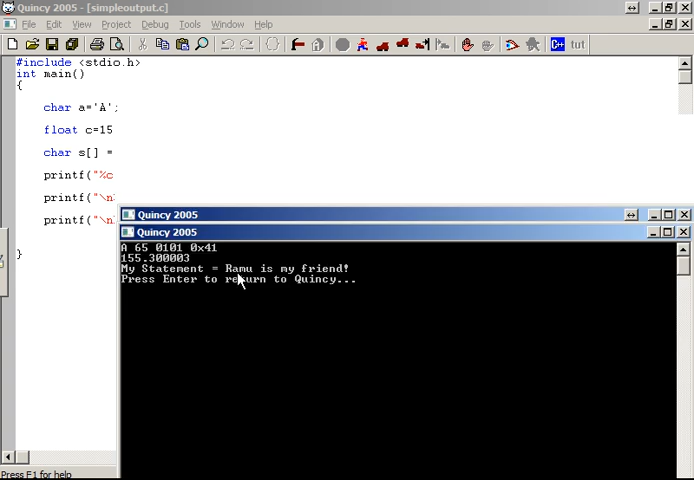 Quincy 2005 - [simpleoutput.c]
File Edit View Project Debug Tools Window Help
C++ tut
#include <stdio.h>
int main()
{
char a='A';
float c=15
char s[] =
printf("%c
printf("\n
printf("\n
}
Quincy 2005
Quincy 2005
A 65 0101 0x41
155.300003
My Statement = Ramu is my friend!
Press Enter to return to Quincy...
Press F1 for help